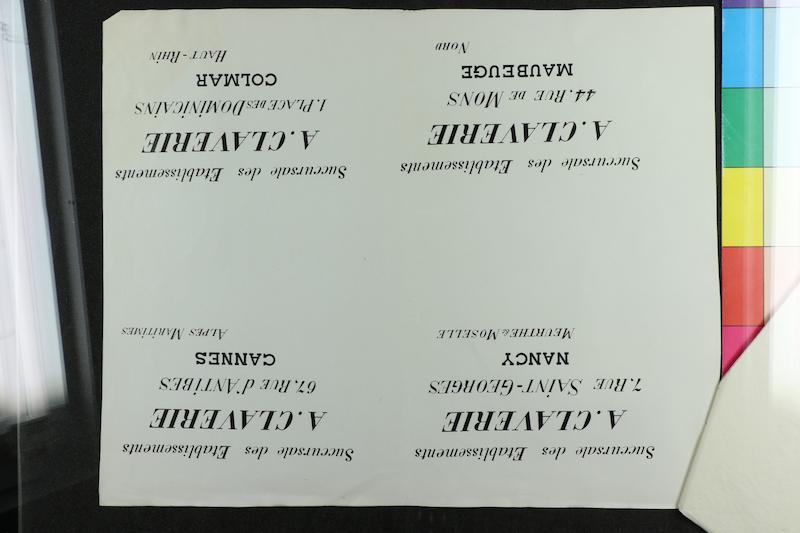 Succursale des Etablissements
A. CLAVERIE
7. RUE SAINT-GEORGES
NANCY
MEURTHE & MOSELLE
Succursale des Etablissements
A. CLAVERIE
67. RUE d'ANTIBES
CANNES
ALPES MARITIMES
Succursale des Etablissements
A. CLAVERIE
44. RUE DE MONS
MAUBEUGE
NORD
Succursale des Etablissements
A. CLAVERIE
1. PLACE DES DOMINICAINS
COLMAR
HAUT-RHIN